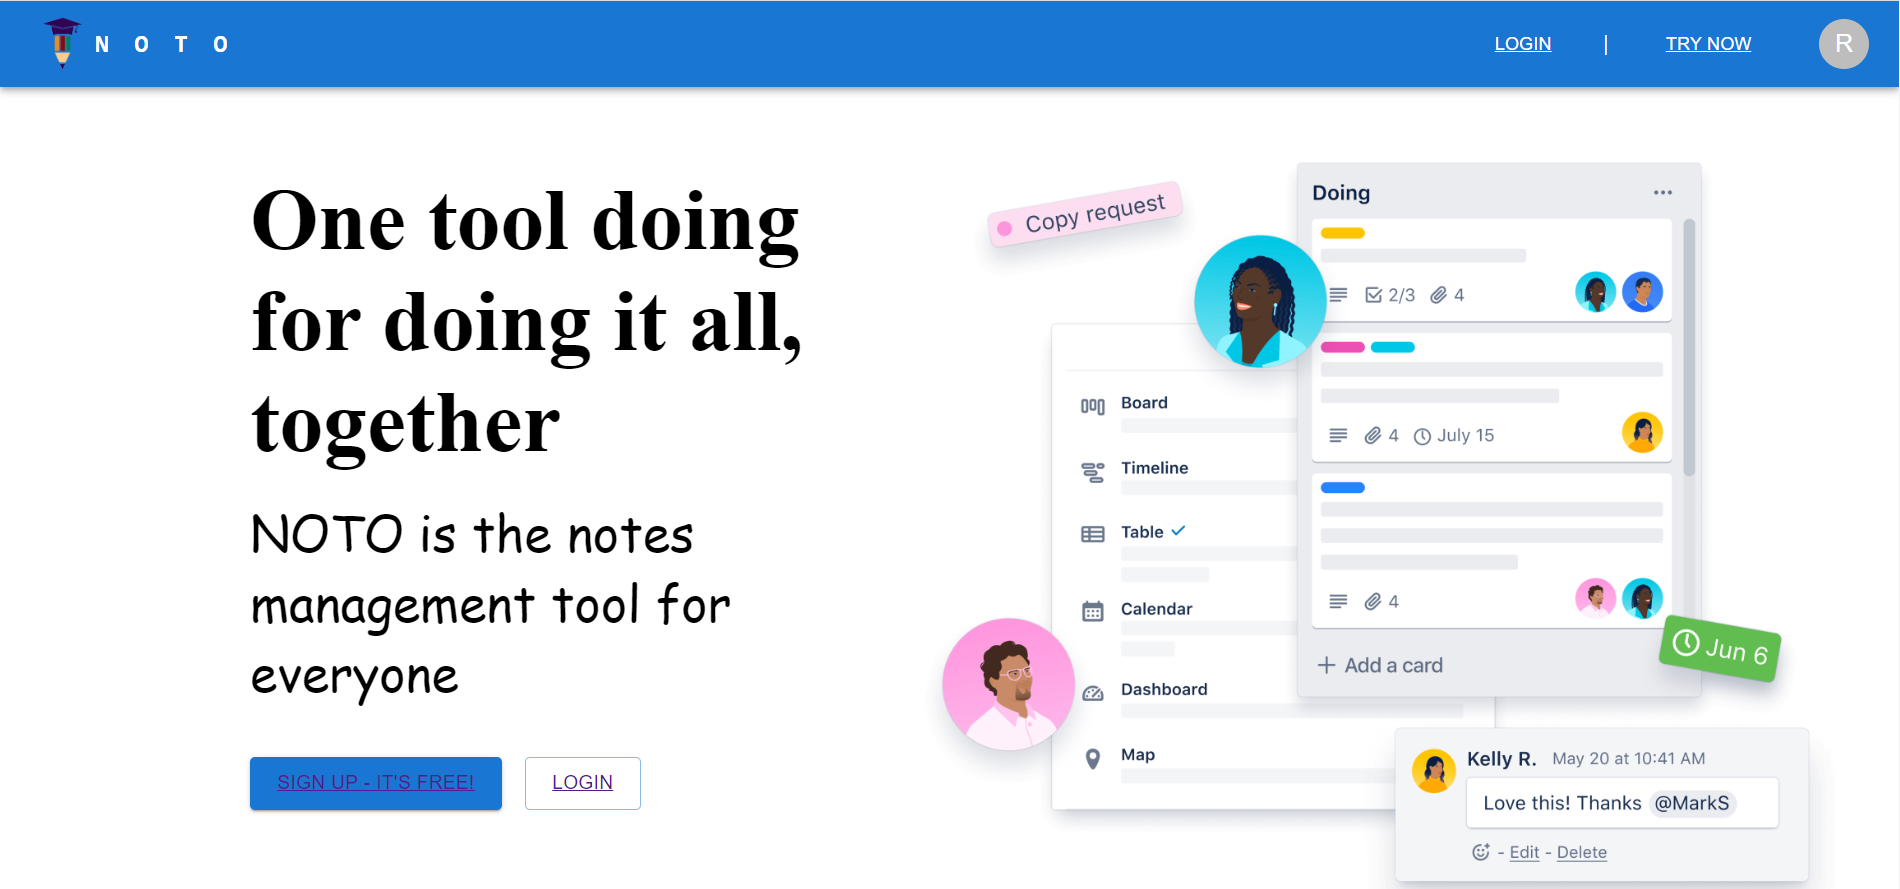 N O T O
LOGIN | TRY NOW
R
One tool doing
for doing it all,
together
NOTO is the notes
management tool for
everyone
SIGN UP - IT'S FREE!
LOGIN
Copy request
Doing
2/3 4
4 July 15
4
+ Add a card
Jun 6
Board
Timeline
Table
Calendar
Dashboard
Map
Kelly R. May 20 at 10:41 AM
Love this! Thanks @MarkS
- Edit - Delete